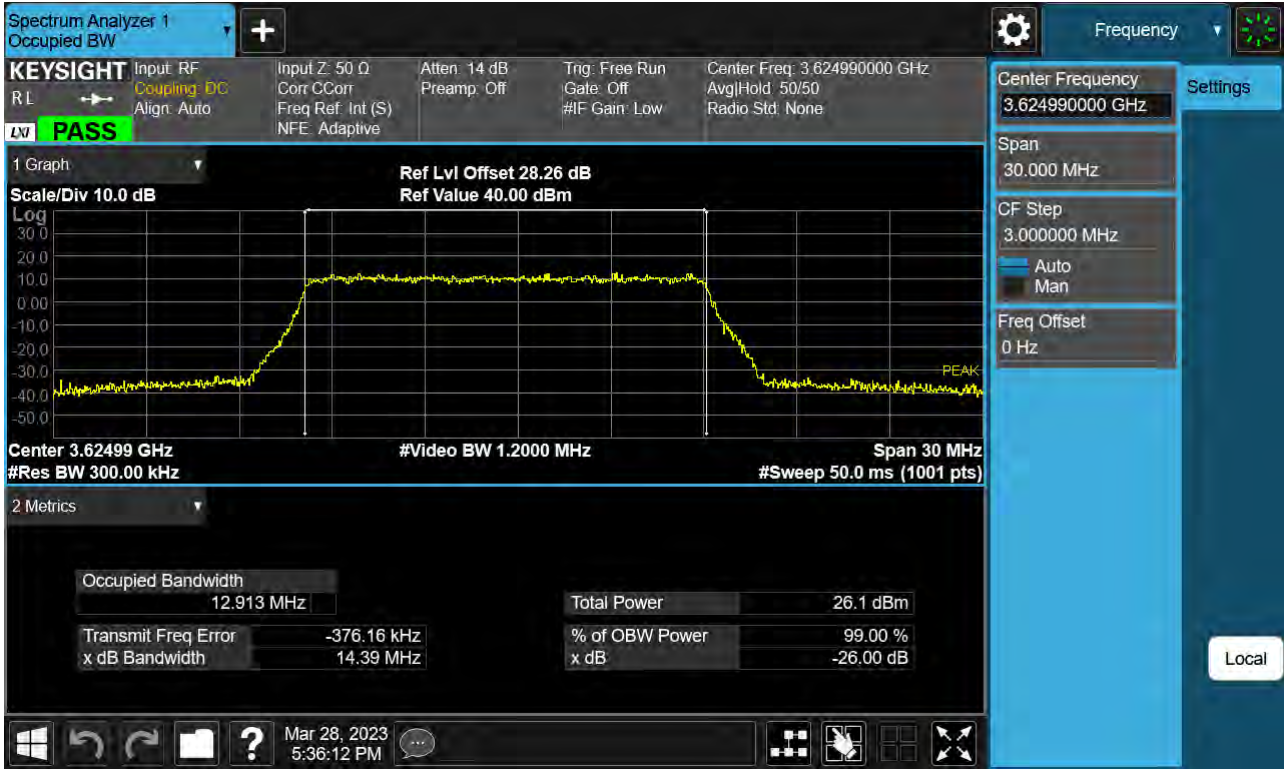 Spectrum Analyzer 1
Occupied BW
Frequency
KEYSIGHT
R L
LXI
PASS
Input: RF
Coupling: DC
Align: Auto
Input Z: 50 Ω
Corr CCorr
Freq Ref: Int (S)
NFE: Adaptive
Atten: 14 dB
Preamp: Off
Trig: Free Run
Gate: Off
#IF Gain: Low
Center Freq: 3.624990000 GHz
Avg|Hold: 50/50
Radio Std: None
1 Graph
Scale/Div 10.0 dB
Ref Lvl Offset 28.26 dB
Ref Value 40.00 dBm
Log
30.0
20.0
10.0
0.00
-10.0
-20.0
-30.0
-40.0
-50.0
PEAK
Center 3.62499 GHz
#Video BW 1.2000 MHz
Span 30 MHz
#Res BW 300.00 kHz
#Sweep 50.0 ms (1001 pts)
2 Metrics
Occupied Bandwidth
12.913 MHz
Transmit Freq Error -376.16 kHz
x dB Bandwidth 14.39 MHz
Total Power 26.1 dBm
% of OBW Power 99.00 %
x dB -26.00 dB
Center Frequency
3.624990000 GHz
Settings
Span
30.000 MHz
CF Step
3.000000 MHz
Auto
Man
Freq Offset
0 Hz
Local
?
Mar 28, 2023
5:36:12 PM